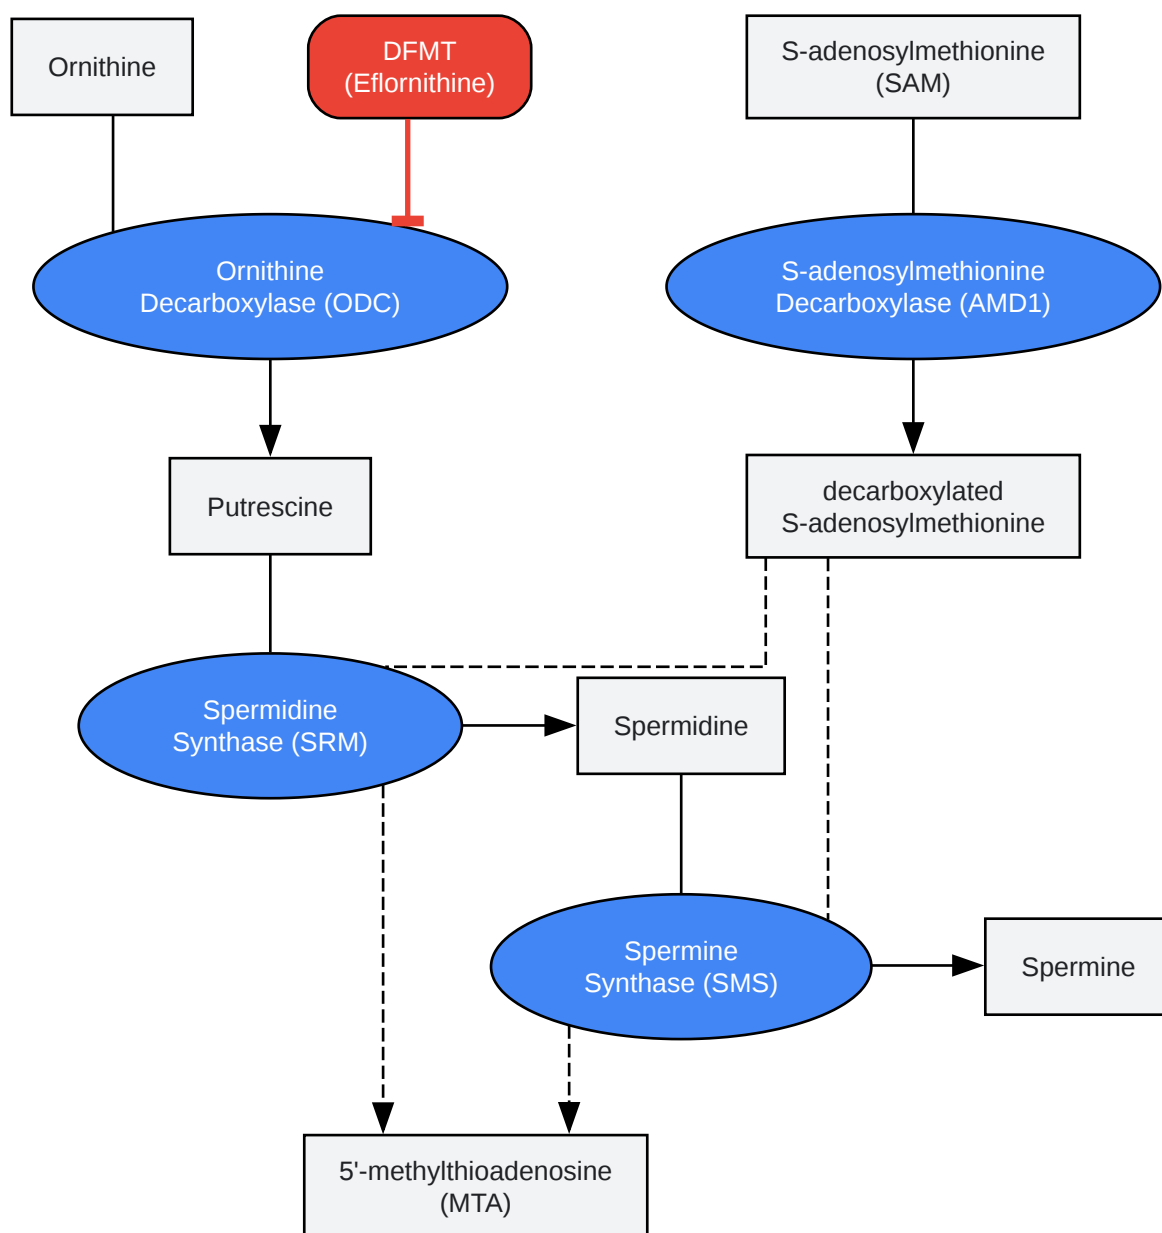 Ornithine
DFMT
(Eflornithine)
S-adenosylmethionine
(SAM)
Ornithine
Decarboxylase (ODC)
S-adenosylmethionine
Decarboxylase (AMD1)
Putrescine
decarboxylated
S-adenosylmethionine
Spermidine
Synthase (SRM)
Spermidine
Spermine
Synthase (SMS)
Spermine
5'-methylthioadenosine
(MTA)